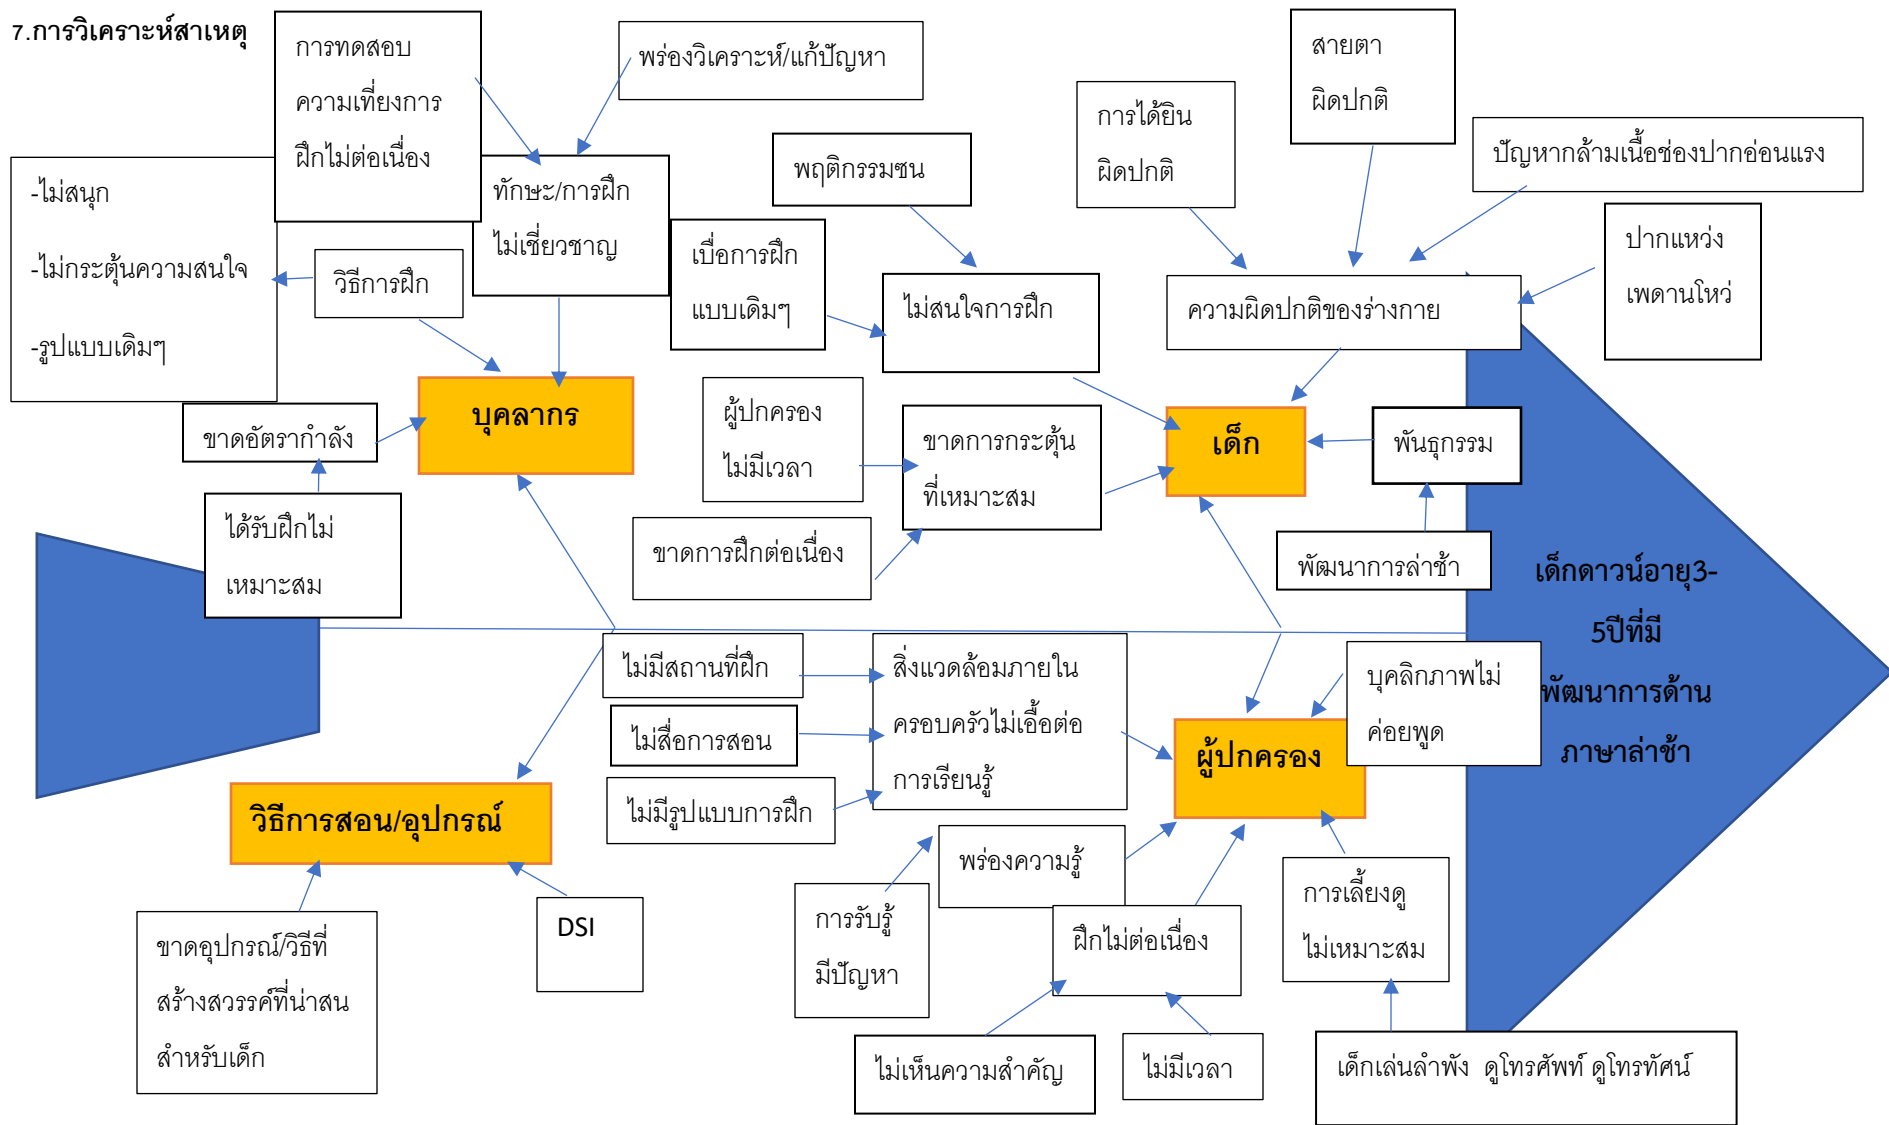 7.การวิเคราะห์สาเหตุ
การทดสอบ
ความเที่ยงการ
ฝึกไม่ต่อเนื่อง
พร่องวิเคราะห์/แก้ปัญหา
ทักษะ/การฝึก
ไม่เชี่ยวชาญ
-ไม่สนุก
-ไม่กระตุ้นความสนใจ
-รูปแบบเดิมๆ
วิธีการฝึก
บุคลากร
ขาดอัตรากำลัง
ได้รับฝึกไม่
เหมาะสม
พฤติกรรมซน
เบื่อการฝึก
แบบเดิมๆ
ไม่สนใจการฝึก
การได้ยิน
ผิดปกติ
สายตา
ผิดปกติ
ปัญหากล้ามเนื้อช่องปากอ่อนแรง
ปากแหว่ง
เพดานโหว่
ความผิดปกติของร่างกาย
ผู้ปกครอง
ไม่มีเวลา
ขาดการกระตุ้น
ที่เหมาะสม
ขาดการฝึกต่อเนื่อง
เด็ก
พันธุกรรม
พัฒนาการล่าช้า
เด็กดาวน์อายุ3-
5ปีที่มี
พัฒนาการด้าน
ภาษาล่าช้า
ไม่มีสถานที่ฝึก
ไม่สื่อการสอน
ไม่มีรูปแบบการฝึก
สิ่งแวดล้อมภายใน
ครอบครัวไม่เอื้อต่อ
การเรียนรู้
ผู้ปกครอง
บุคลิกภาพไม่
ค่อยพูด
วิธีการสอน/อุปกรณ์
ขาดอุปกรณ์/วิธีที่
สร้างสวรรค์ที่น่าสน
สำหรับเด็ก
DSI
พร่องความรู้
การรับรู้
มีปัญหา
ฝึกไม่ต่อเนื่อง
ไม่เห็นความสำคัญ
ไม่มีเวลา
การเลี้ยงดู
ไม่เหมาะสม
เด็กเล่นลำพัง ดูโทรศัพท์ ดูโทรทัศน์